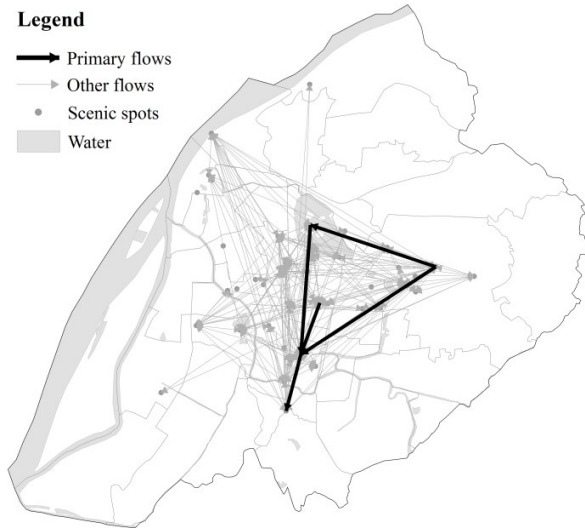 Legend
Primary flows
Other flows
Scenic spots
Water